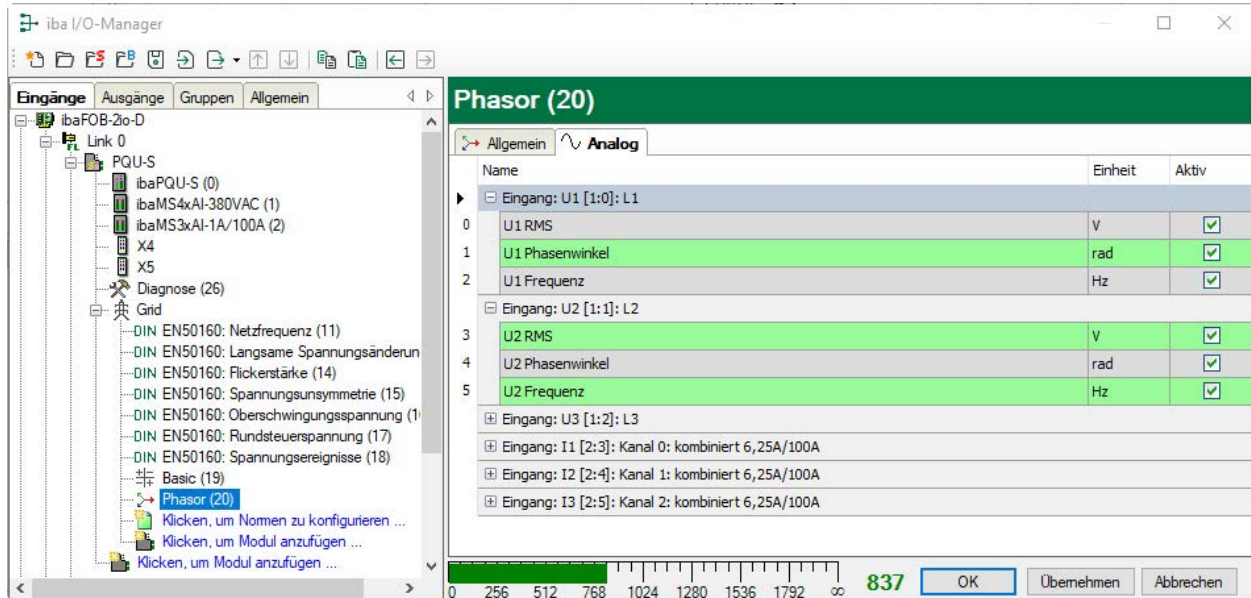 iba I/O-Manager
Eingänge Ausgänge Gruppen Allgemein
ibaFOB-2io-D
Link 0
PQU-S
ibaPQU-S (0)
ibaMS4xAI-380VAC (1)
ibaMS3xAI-1A/100A (2)
X4
X5
Diagnose (26)
Grid
DIN EN50160: Netzfrequenz (11)
DIN EN50160: Langsame Spannungsänderun
DIN EN50160: Flickerstärke (14)
DIN EN50160: Spannungsunsymmetrie (15)
DIN EN50160: Oberschwingungsspannung (1
DIN EN50160: Rundsteuerspannung (17)
DIN EN50160: Spannungsereignisse (18)
Basic (19)
Phasor (20)
Klicken, um Normen zu konfigurieren ...
Klicken, um Modul anzufügen ...
Klicken, um Modul anzufügen ...
Phasor (20)
Allgemein Analog
Name Einheit Aktiv
Eingang: U1 [1:0]: L1
0 U1 RMS V
1 U1 Phasenwinkel rad
2 U1 Frequenz Hz
Eingang: U2 [1:1]: L2
3 U2 RMS V
4 U2 Phasenwinkel rad
5 U2 Frequenz Hz
Eingang: U3 [1:2]: L3
Eingang: I1 [2:3]: Kanal 0: kombiniert 6,25A/100A
Eingang: I2 [2:4]: Kanal 1: kombiniert 6,25A/100A
Eingang: I3 [2:5]: Kanal 2: kombiniert 6,25A/100A
0 256 512 768 1024 1280 1536 1792 ∞ 837 OK Übernehmen Abbrechen